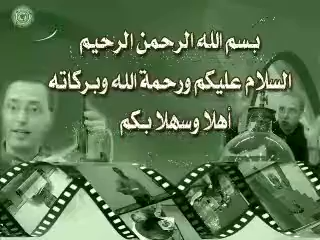 بسم الله الرحمن الرحيم
السلام عليكم ورحمة الله وبركاته
أهلا وسهلا بكم